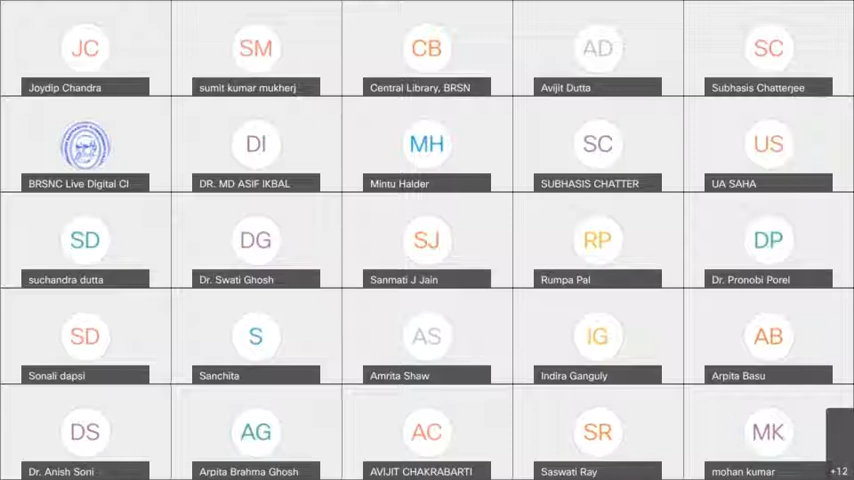 JC SM CB AD SC
Joydip Chandra sumit kumar mukherj Central Library, BRSN Avijit Dutta Subhasis Chatterjee
DI MH SC US
BRSNC Live Digital Cl DR. MD ASIF IKBAL Mintu Halder SUBHASIS CHATTER UA SAHA
SD DG SJ RP DP
suchandra dutta Dr. Swati Ghosh Sanmati J Jain Rumpa Pal Dr. Pronobi Porel
SD S AS IG AB
Sonali dapsi Sanchita Amrita Shaw Indira Ganguly Arpita Basu
DS AG AC SR MK
Dr. Anish Soni Arpita Brahma Ghosh AVIJIT CHAKRABARTI Saswati Ray mohan kumar +12